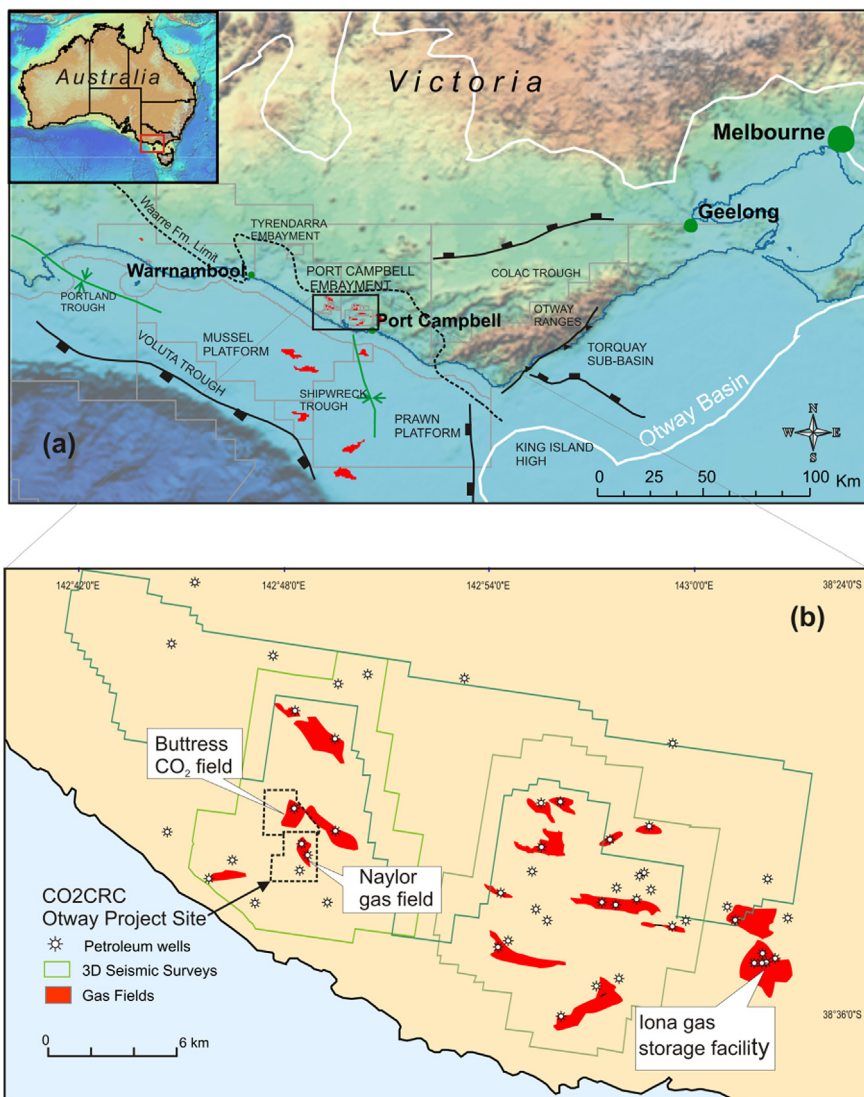 Australia
Victoria
Melbourne
Geelong
Waarre Fm. Limit
TYRENDARRA
EMBAYMENT
Warrnambool
PORT CAMPBELL
EMBAYMENT
COLAC TROUGH
PORTLAND
TROUGH
Port Campbell
OTWAY
RANGES
MUSSEL
PLATFORM
VOLUTA TROUGH
TORQUAY
SUB-BASIN
SHIPWRECK
TROUGH
PRAWN
PLATFORM
Otway Basin
KING ISLAND
HIGH
(a)
N
W E
S
0 25 50 100 Km
142°42'0"E
142°48'0"E
142°54'0"E
143°0'0"E
38°24'0"S
(b)
Buttress
CO₂ field
Naylor
gas field
CO2CRC
Otway Project Site
Petroleum wells
3D Seismic Surveys
Gas Fields
38°36'0"S
Iona gas
storage facility
0 6 km